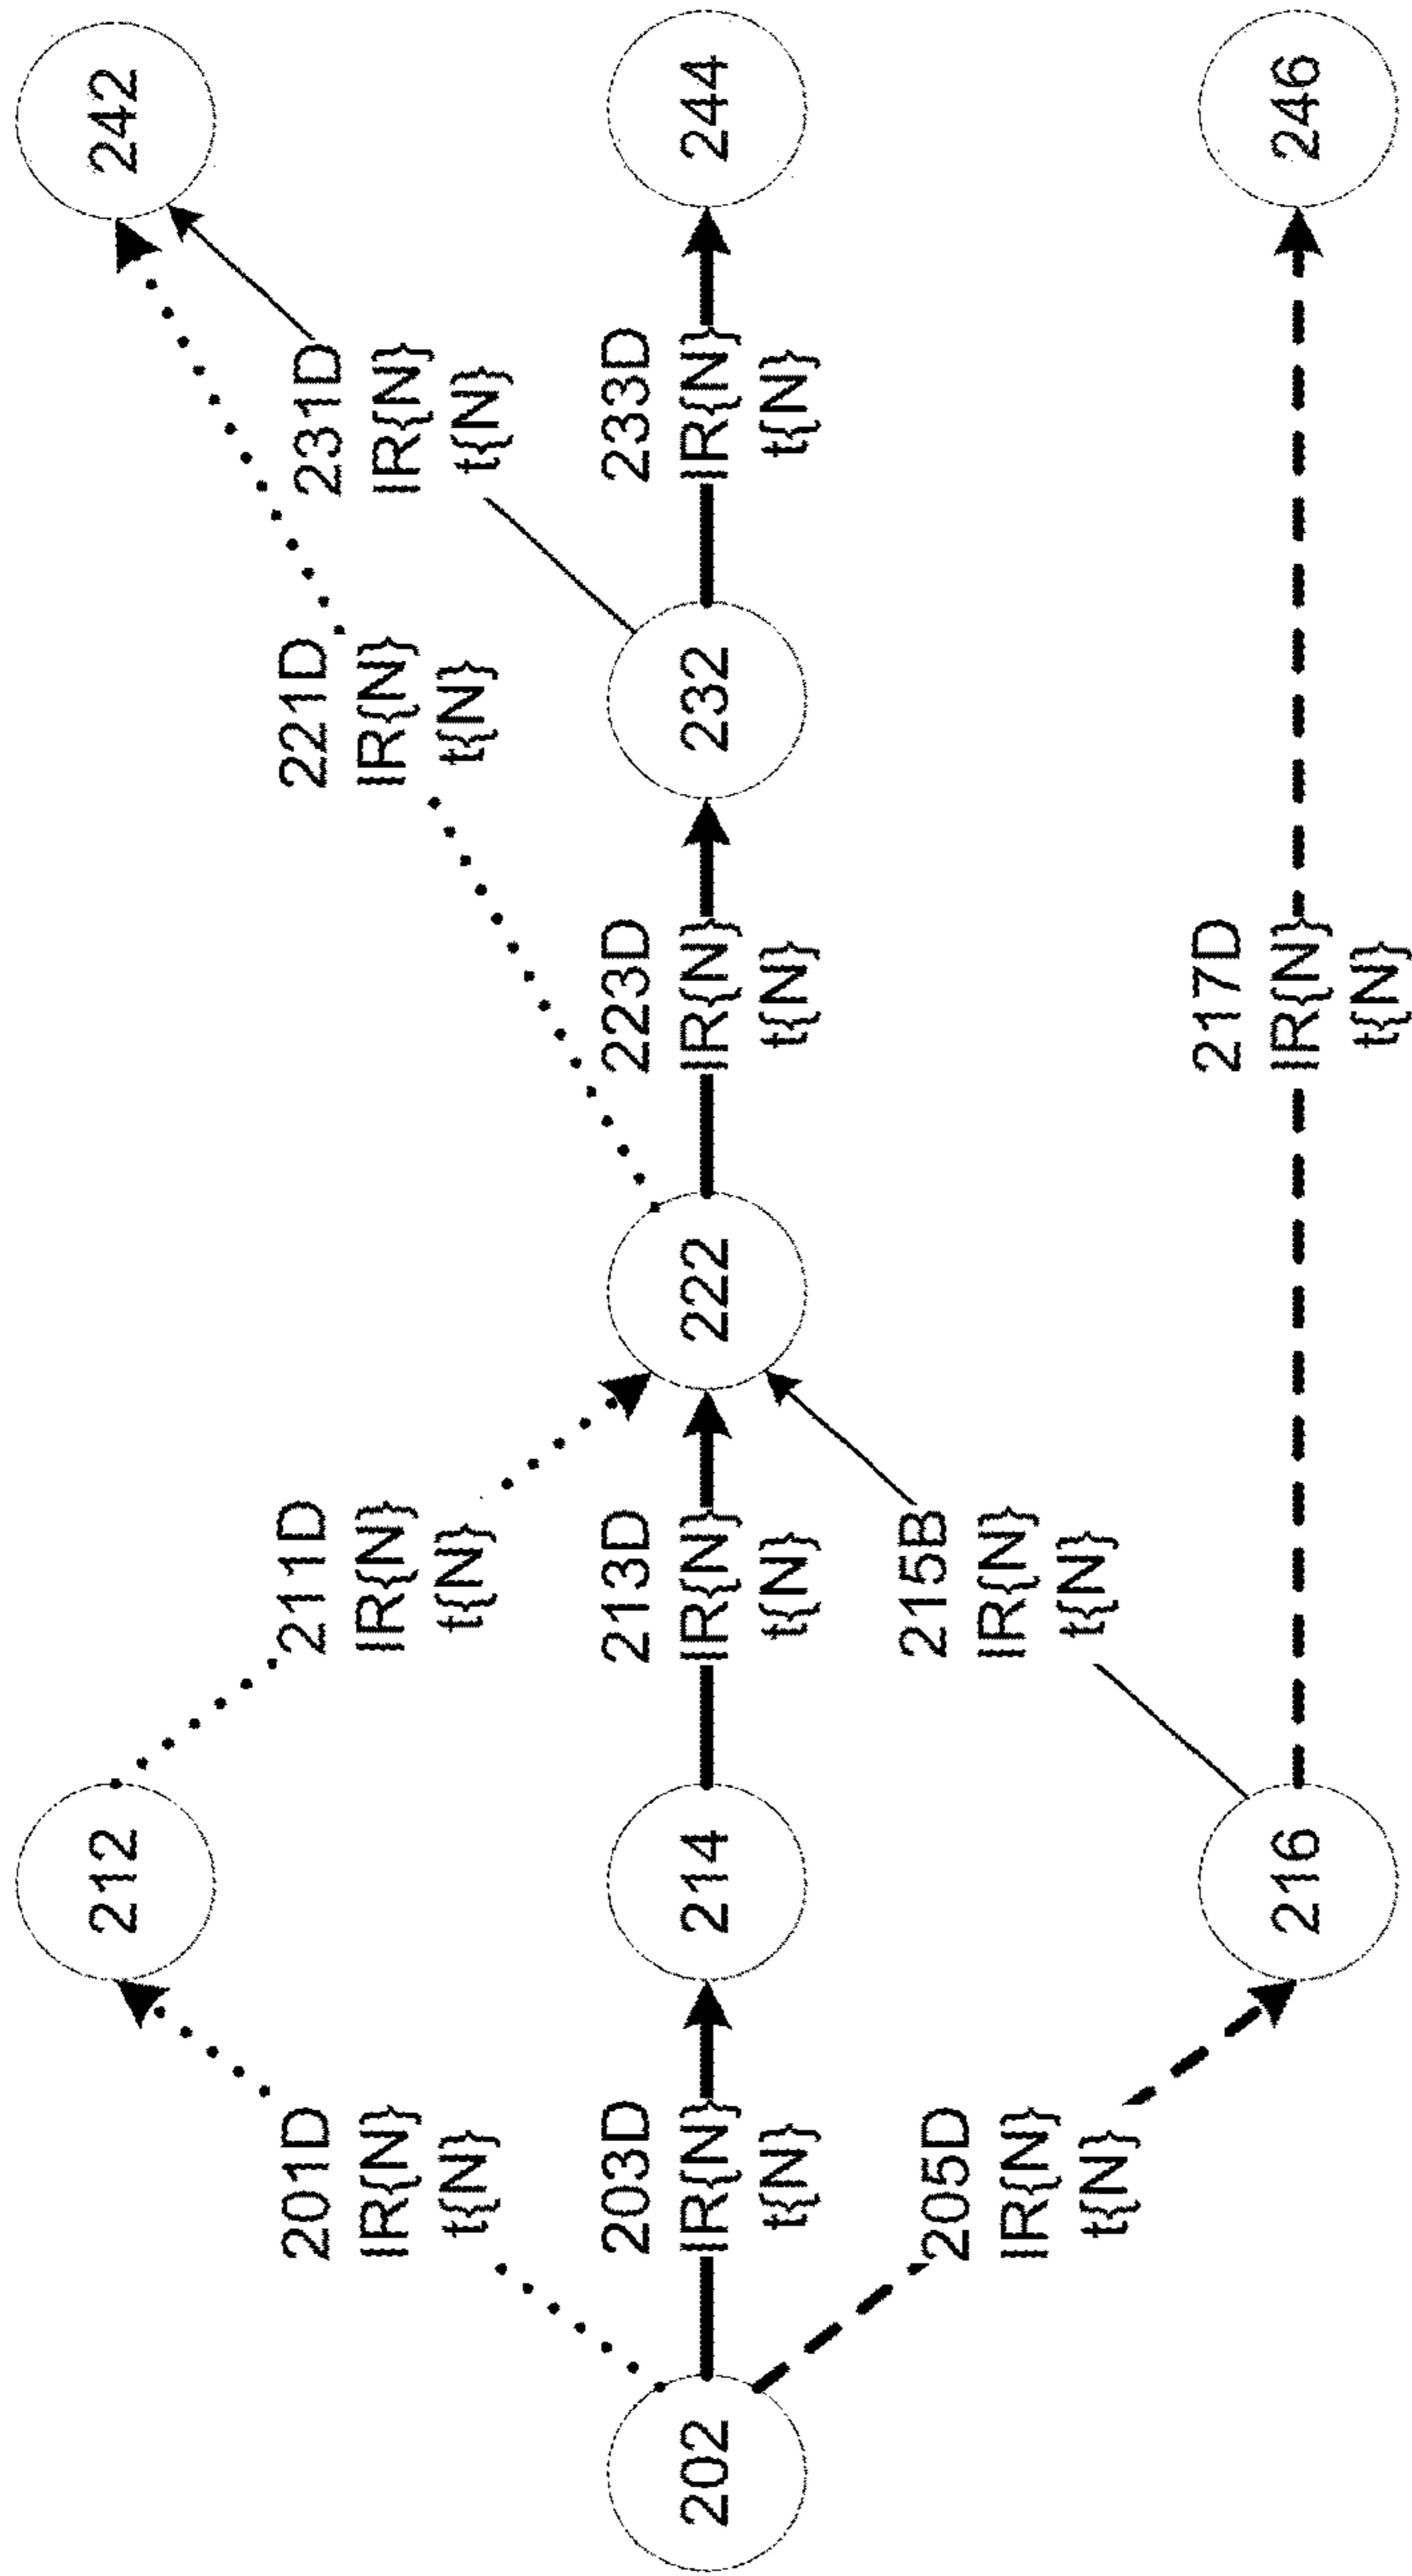 212
242
201D
IR{N}
t{N}
211D
IR{N}
t{N}
221D
IR{N}
t{N}
231D
IR{N}
t{N}
202
203D
IR{N}
t{N}
214
213D
IR{N}
t{N}
222
223D
IR{N}
t{N}
232
233D
IR{N}
t{N}
244
205D
IR{N}
t{N}
215B
IR{N}
t{N}
216
217D
IR{N}
t{N}
246